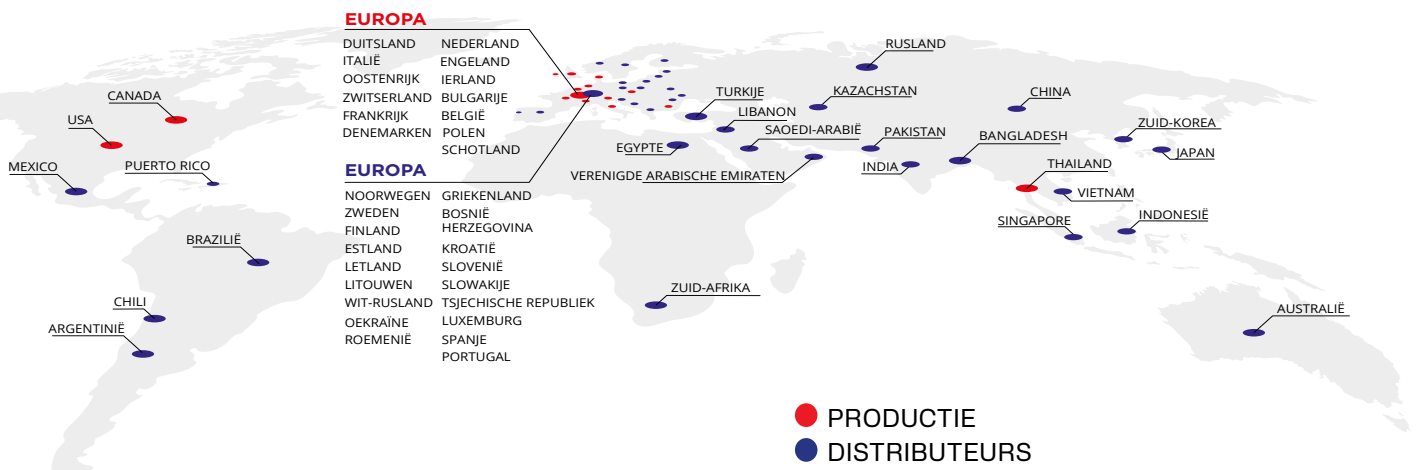 EUROPA
DUITSLAND
ITALIË
OOSTENRIJK
ZWITSERLAND
FRANKRIJK
DENEMARKEN
NEDERLAND
ENGELAND
IERLAND
BULGARIJE
BELGIË
POLEN
SCHOTLAND
EUROPA
NOORWEGEN
ZWEDEN
FINLAND
ESTLAND
LETLAND
LITOUWEN
WIT-RUSLAND
OEKRAÏNE
ROEMENIË
GRIEKENLAND
BOSNIË
HERZEGOVINA
KROATIË
SLOVENIË
SLOWAKIJE
TSJECHISCHE REPUBLIEK
LUXEMBURG
SPANJE
PORTUGAL
CANADA
USA
MEXICO
PUERTO RICO
BRAZILIË
CHILI
ARGENTINIË
RUSLAND
TURKIJE
KAZACHSTAN
CHINA
LIBANON
ZUID-KOREA
SAOEDI-ARABIË
PAKISTAN
BANGLADESH
EGYPTE
JAPAN
VERENIGDE ARABISCHE EMIRATEN
INDIA
THAILAND
VIETNAM
SINGAPORE
INDONESIË
ZUID-AFRIKA
AUSTRALIË
PRODUCTIE
DISTRIBUTEURS